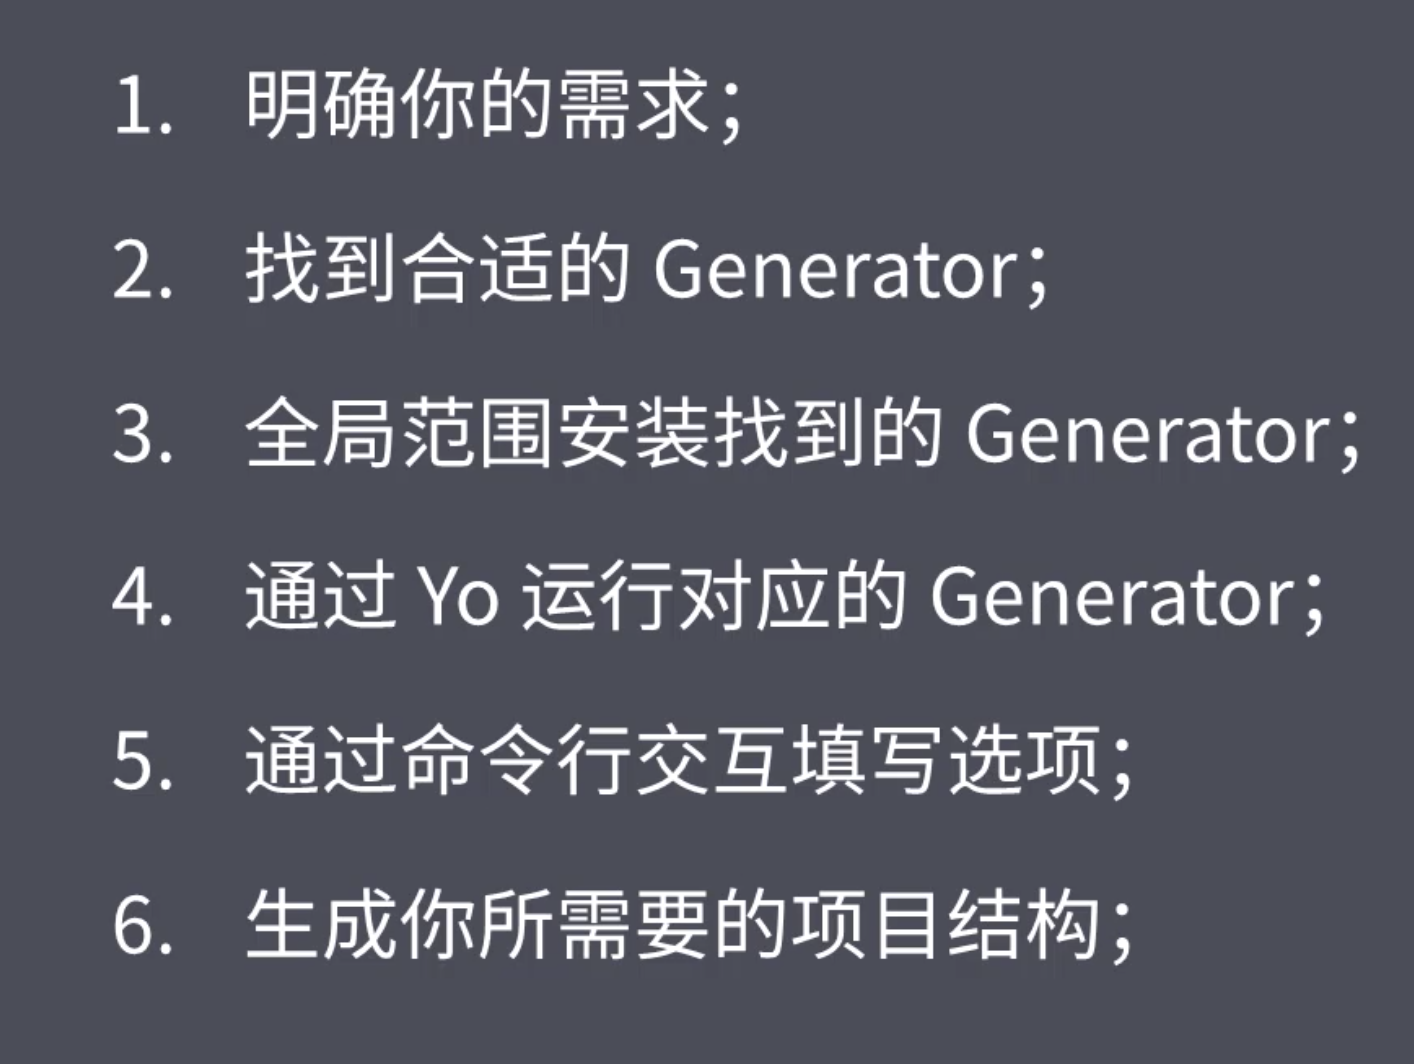 1. 明确你的需求；
2. 找到合适的 Generator；
3. 全局范围安装找到的 Generator；
4. 通过 Yo 运行对应的 Generator；
5. 通过命令行交互填写选项；
6. 生成你所需要的项目结构；